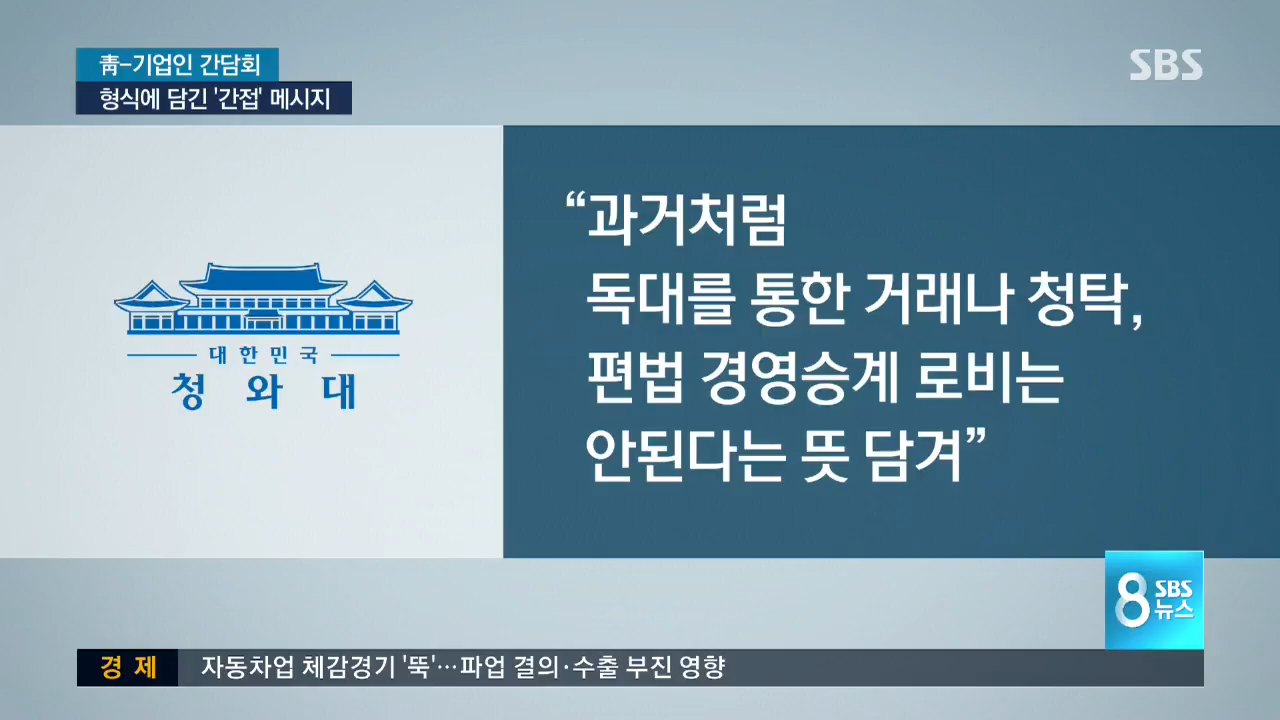 靑-기업인 간담회
형식에 담긴 '간접' 메시지
SBS
“과거처럼
독대를 통한 거래나 청탁,
편법 경영승계 로비는
안된다는 뜻 담겨”
대한민국
청와대
8 SBS 뉴스
경제 자동차업 체감경기 '뚝'…파업 결의·수출 부진 영향